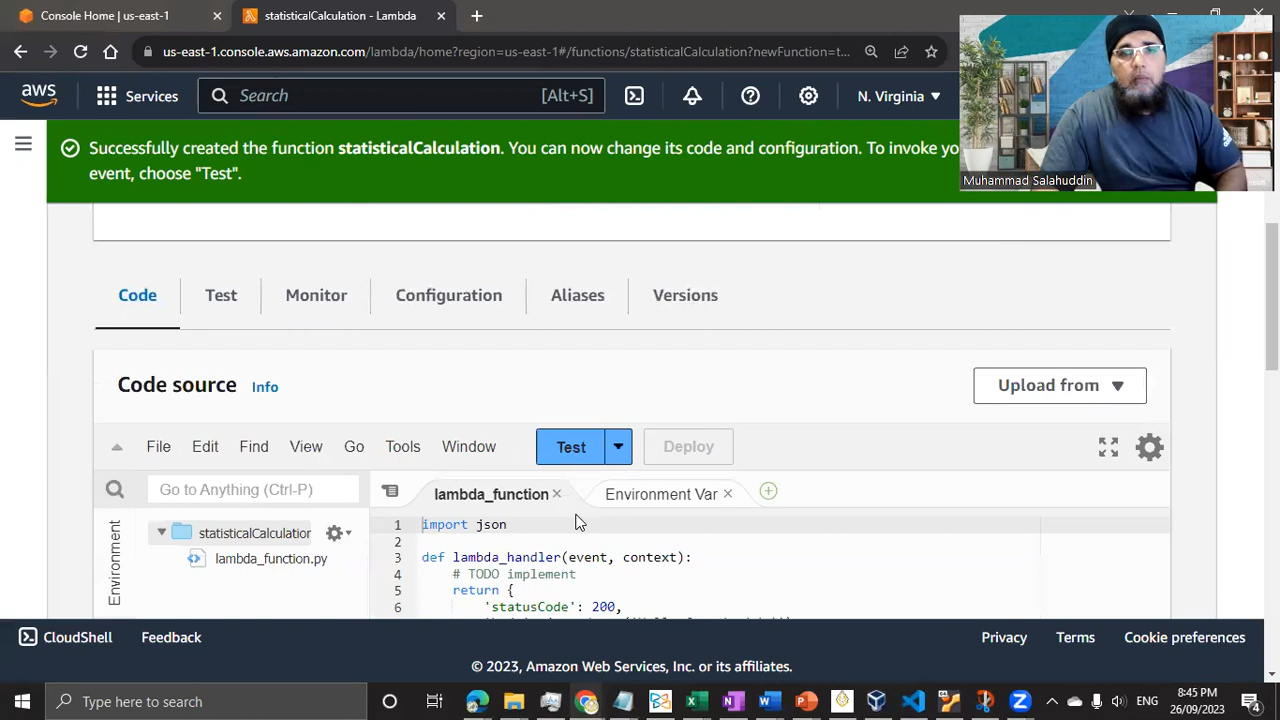 Console Home | us-east-1
statisticalCalculation - Lambda
us-east-1.console.aws.amazon.com/lambda/home?region=us-east-1#/functions/statisticalCalculation?newFunction=t...
aws
Services
Search
[Alt+S]
N. Virginia
Successfully created the function statisticalCalculation. You can now change its code and configuration. To invoke yo
event, choose "Test".
Muhammad Salahuddin
Code
Test
Monitor
Configuration
Aliases
Versions
Code source
Info
Upload from
File
Edit
Find
View
Go
Tools
Window
Test
Deploy
Go to Anything (Ctrl-P)
lambda_function
Environment Var
Environment
statisticalCalculation
lambda_function.py
1 import json
2
3 def lambda_handler(event, context):
4 # TODO implement
5 return {
6 'statusCode': 200,
CloudShell
Feedback
Privacy
Terms
Cookie preferences
© 2023, Amazon Web Services, Inc. or its affiliates.
Type here to search
ENG
8:45 PM
26/09/2023
4